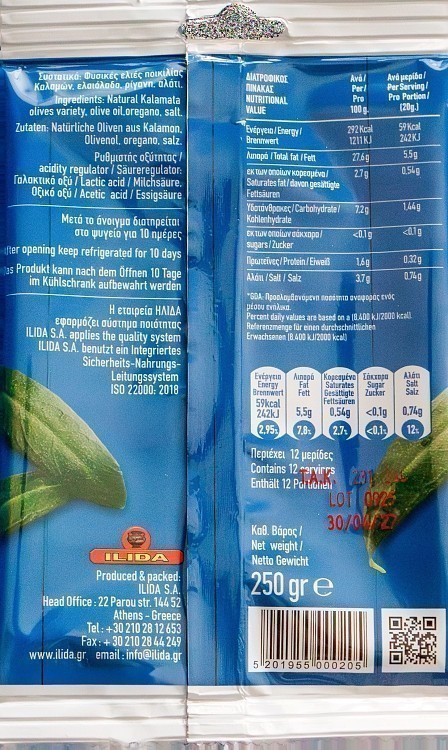 Συστατικά: Φυσικές ελιές ποικιλίας
Καλαμών, ελαιόλαδο, ρίγανη, αλάτι.
Ingredients: Natural Kalamata
olives variety, olive oil,oregano, salt.
Zutaten: Natürliche Oliven aus Kalamon,
Olivenol, oregano, salz.
Ρυθμιστής οξύτητας /
acidity regulator / Säureregulator:
Γαλακτικό οξύ / Lactic acid / Milchsäure,
Οξικό οξύ / Acetic acid / Essigsäure
Μετά το άνοιγμα διατηρείται
στο ψυγείο για 10 ημέρες
fter opening keep refrigerated for 10 days
as Produkt kann nach dem Öffnen 10 Tage
im Kühlschrank aufbewahrt werden
Η εταιρεία ΗΛΙΔΑ
εφαρμόζει σύστημα ποιότητας
ILIDA S.A. applies the quality system
ILIDA S.A. benutzt ein Integriertes
Sicherheits-Nahrungs-
Leitungssystem
ISO 22000: 2018
ILIDA
Produced & packed:
ILIDA S.A.
Head Office : 22 Parou str. 144 52
Athens - Greece
Tel : +30 210 28 12 653
Fax : + 30 210 28 44 249
www.ilida.gr, email : info@ilida.gr
ΔΙΑΤΡΟΦΙΚΟΣ
ΠΙΝΑΚΑΣ
NUTRITIONAL
VALUE
Ανά /
Per/
Pro
100 g.
Ανά μερίδα /
Per Serving /
Pro Portion /
(20g.)
Ενέργεια / Energy / 292 Kcal 59 Kcal
Brennwert 1211 KJ 242KJ
Λιπαρά /Total fat / Fett 27,6g 5,5g
εκ των οποίων κορεσμένα / 2,7g 0,54g
Saturates fat / davon gesättigte
Fettsäuren
Υδατάνθρακες / Carbohydrate / 7,2g 1,44g
Kohlenhydrate
εκ των οποίων σάκχαρα / <0,1g <0,1g
sugars / Zucker
Πρωτεΐνες / Protein / Eiweiß 1,6g 0,32g
Αλάτι / Salt / Salz 3,7g 0,74g
*GDA: Προσλαμβανόμενη ποσότητα αναφοράς ενός
μέσου ενηλίκα.
Percent daily values are based on a (8.400 kJ/2000 kcal).
Referenzmenge für einen durchschnittlichen
Erwachsenen (8.400 kJ/2000 kcal)
Ενέργεια Λιπαρά Κορεσμένα Σάκχαρα Αλάτι
Energy Fat Saturates Sugar Salt
Brennwert Fett Gesättigte Zucker Salz
Fettsäuren
59kcal
242kJ 5,5g 0,54g <0,1g 0,74g
2,95% 7,8% 2,7% <0,1% 12%
Περιέχει 12 μερίδες
Contains 12 servings
Enthält 12 Portionen
T.A.K.
LOT
30/04/27
Καθ. Βάρος /
Net weight /
Netto Gewicht
250 gr e
5 201955 000205